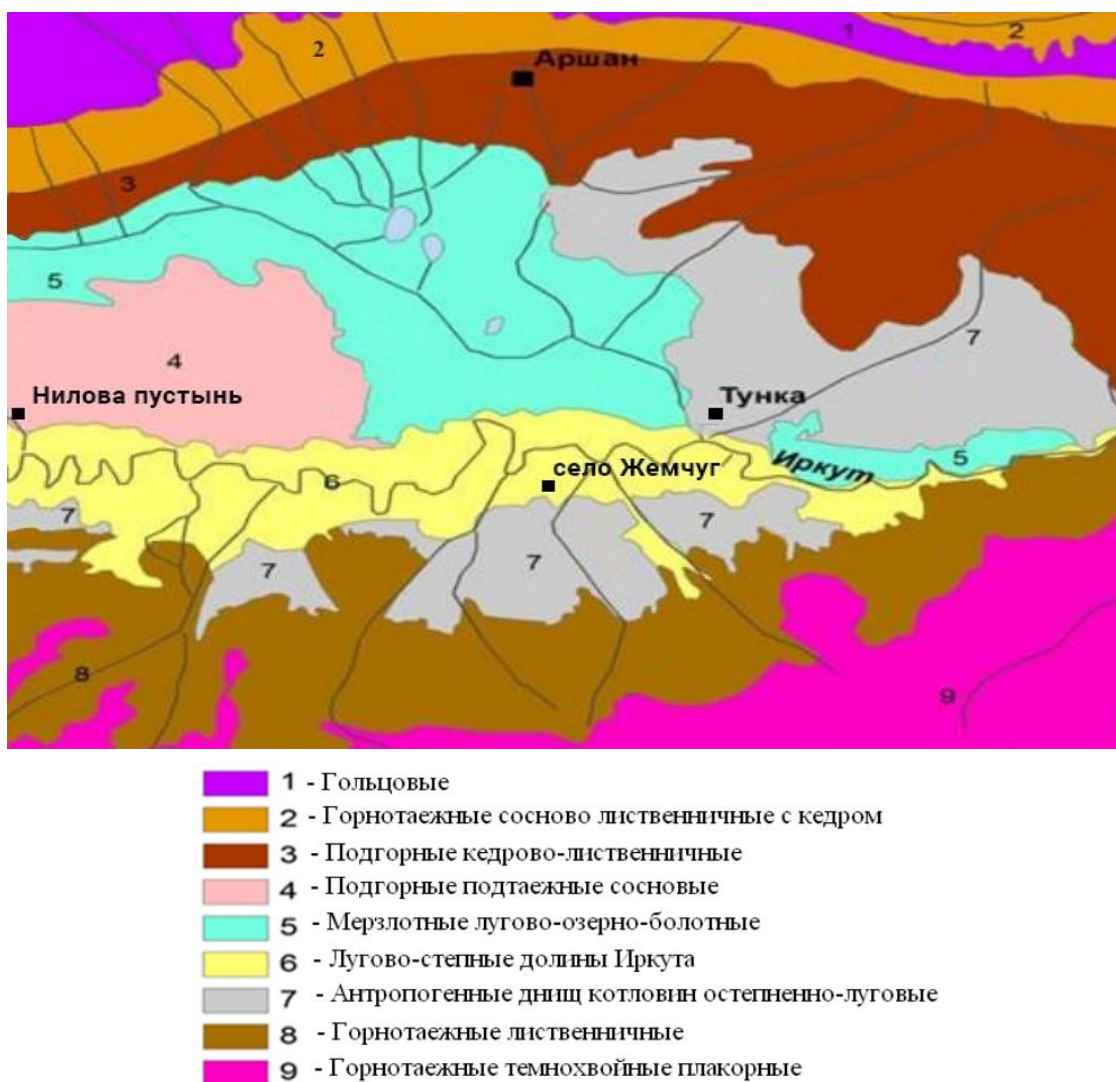 2
1
2
Аршан
3
5
4
7
Нилова пустынь
Тунка
Иркут
5
село Жемчуг
6
7
7
7
7
8
9
1 - Гольцовые
2 - Горнотаежные сосново лиственничные с кедром
3 - Подгорные кедрово-лиственничные
4 - Подгорные подтаежные сосновые
5 - Мерзлотные лугово-озерно-болотные
6 - Лугово-степные долины Иркута
7 - Антропогенные днищ котловин остепненно-луговые
8 - Горнотаежные лиственничные
9 - Горнотаежные темнохвойные плакорные